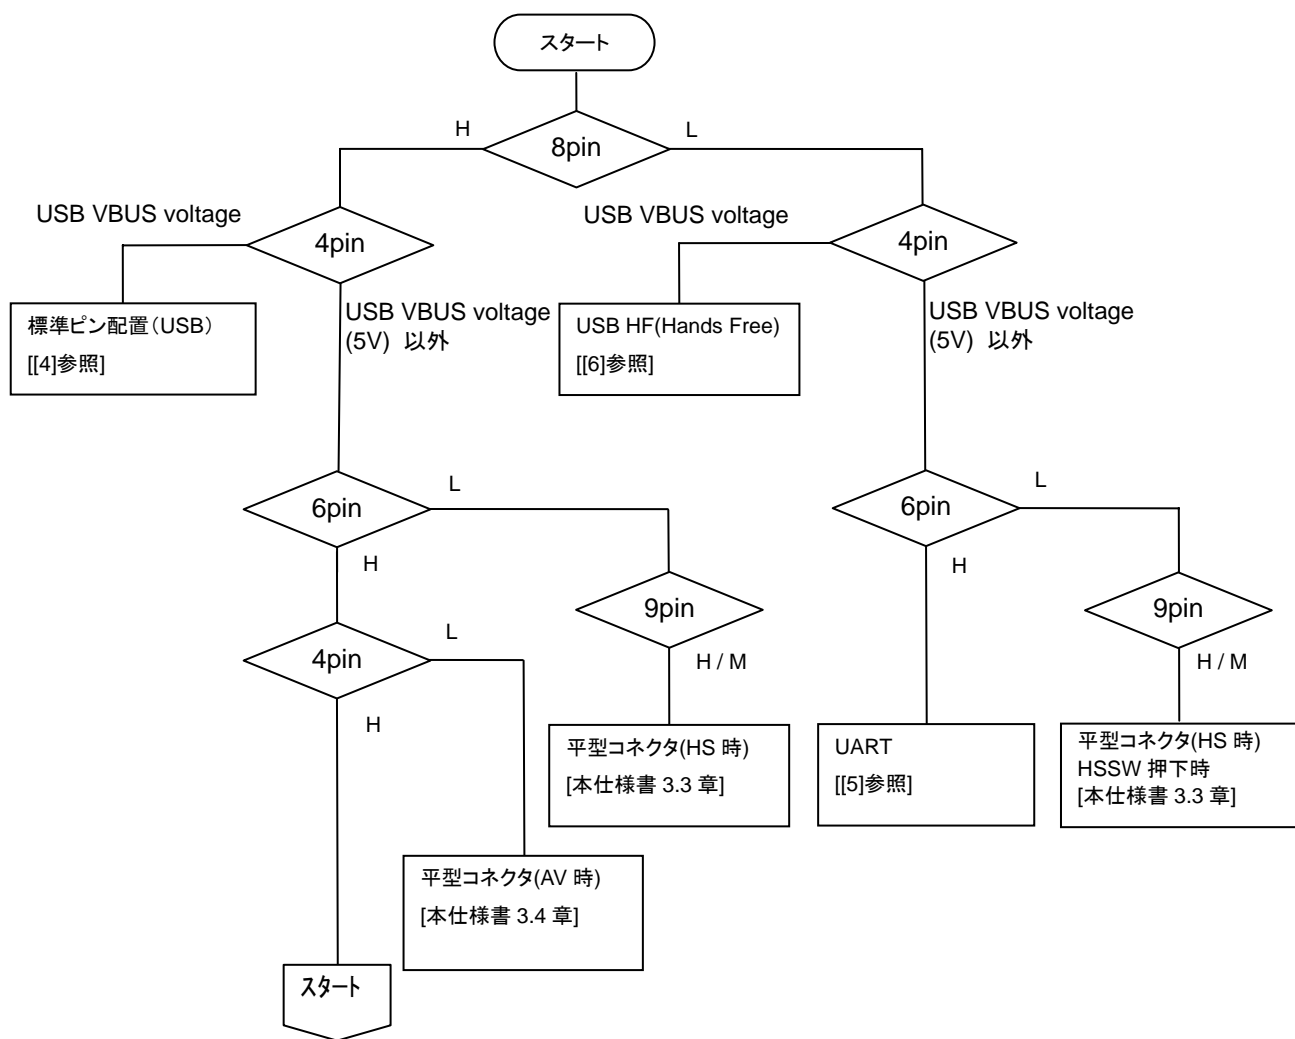 スタート
H
L
8pin
USB VBUS voltage
4pin
USB VBUS voltage
4pin
標準ピン配置(USB)
[[4]参照]
USB VBUS voltage
(5V) 以外
USB HF(Hands Free)
[[6]参照]
USB VBUS voltage
(5V) 以外
6pin
L
H
6pin
L
H
9pin
H / M
9pin
H / M
4pin
L
H
平型コネクタ(HS 時)
[本仕様書 3.3 章]
UART
[[5]参照]
平型コネクタ(HS 時)
HSSW 押下時
[本仕様書 3.3 章]
平型コネクタ(AV 時)
[本仕様書 3.4 章]
スタート